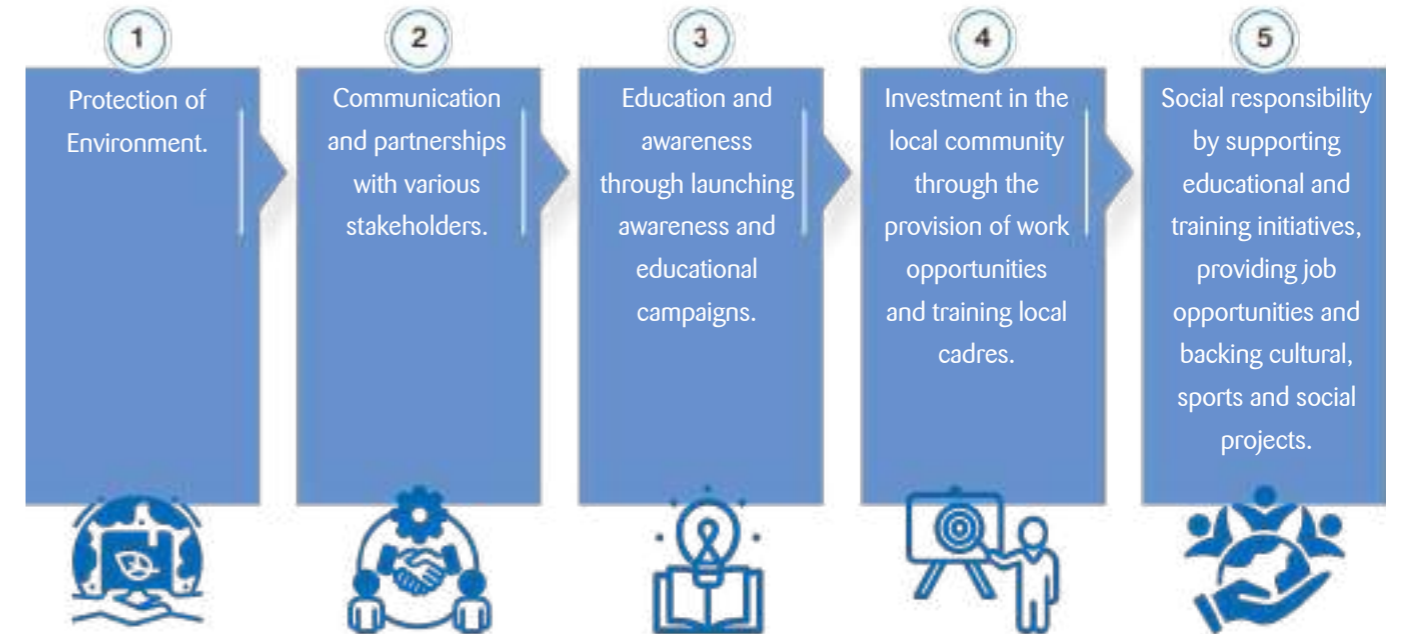 1
Protection of
Environment.
2
Communication
and partnerships
with various
stakeholders.
3
Education and
awareness
through launching
awareness and
educational
campaigns.
4
Investment in the
local community
through the
provision of work
opportunities
and training local
cadres.
5
Social responsibility
by supporting
educational and
training initiatives,
providing job
opportunities and
backing cultural,
sports and social
projects.